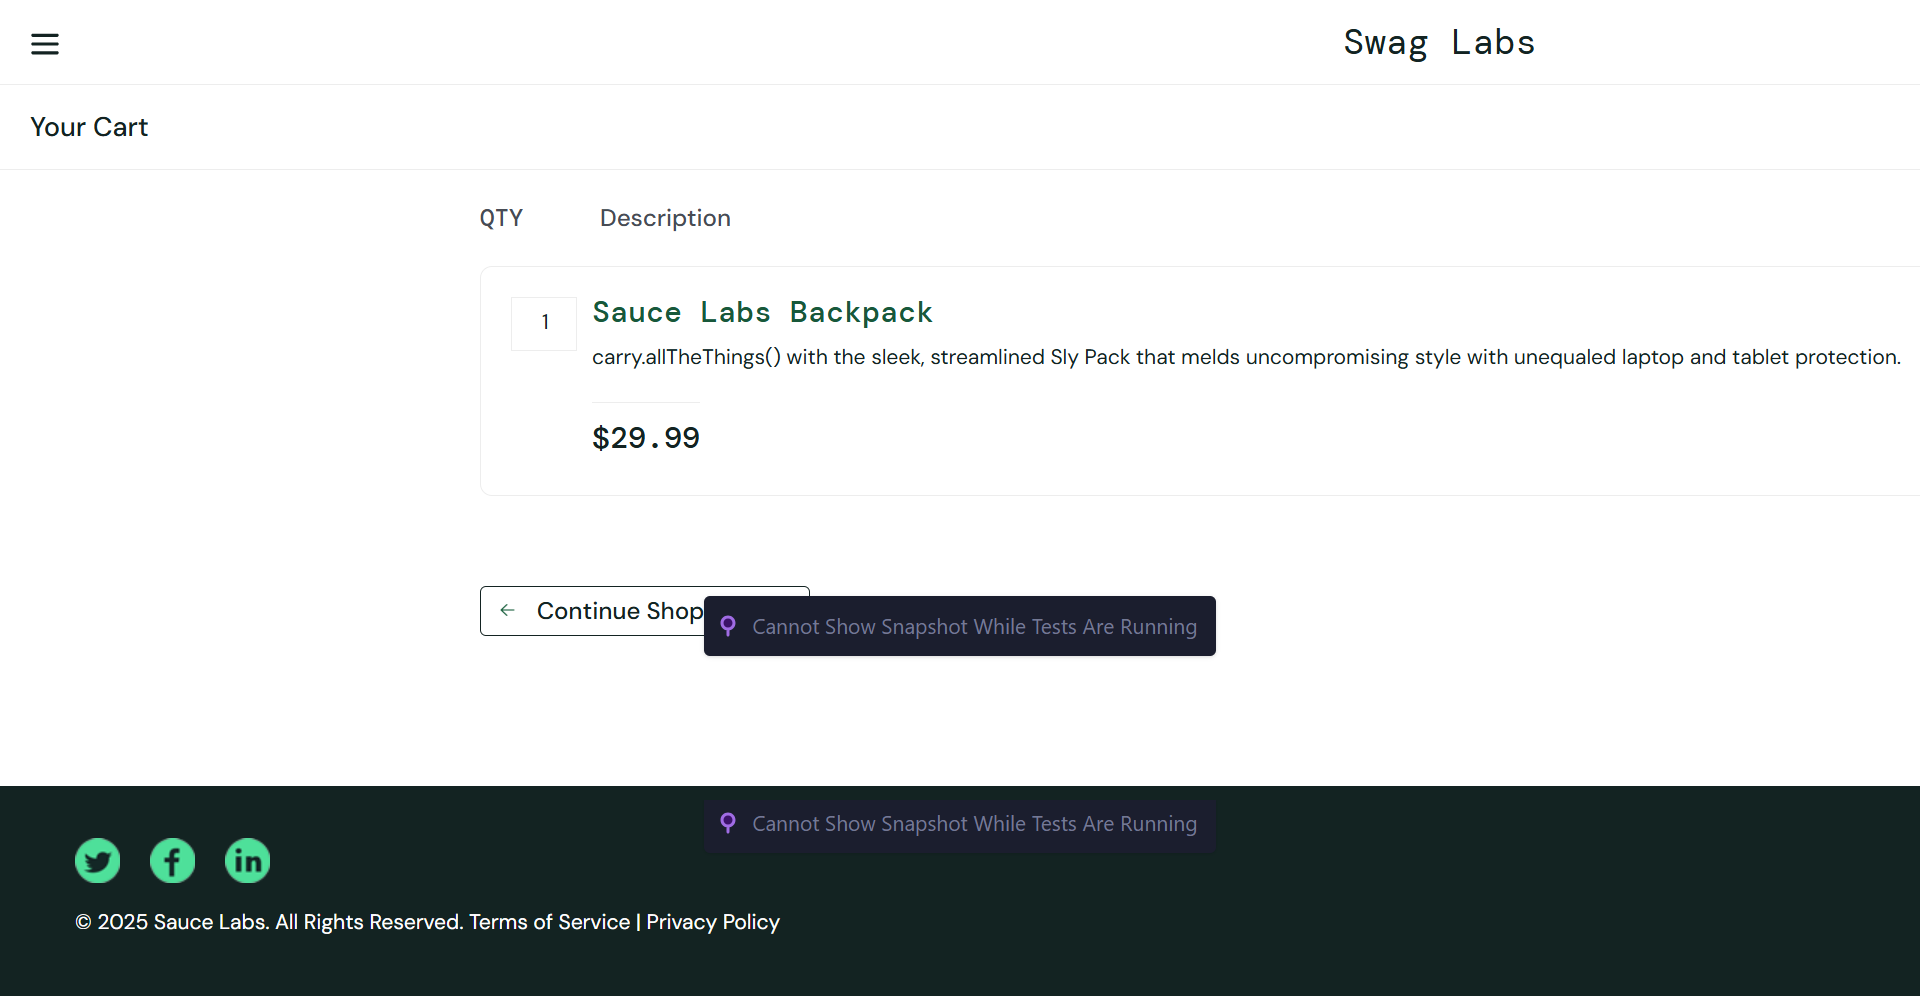 Swag Labs
Your Cart
QTY Description
1
Sauce Labs Backpack
carry.allTheThings() with the sleek, streamlined Sly Pack that melds uncompromising style with unequaled laptop and tablet protection.
$29.99
Continue Shop
Cannot Show Snapshot While Tests Are Running
Cannot Show Snapshot While Tests Are Running
© 2025 Sauce Labs. All Rights Reserved. Terms of Service | Privacy Policy